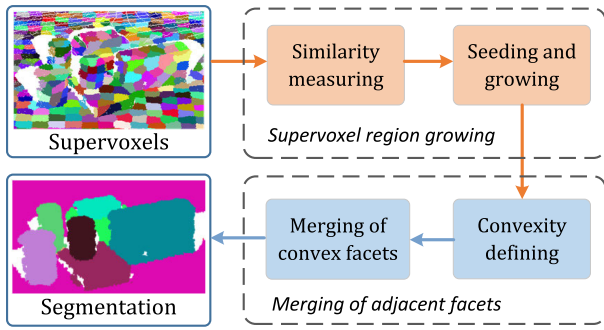 Supervoxels
Similarity
measuring
Seeding and
growing
Supervoxel region growing
Convexity
defining
Merging of
convex facets
Merging of adjacent facets
Segmentation